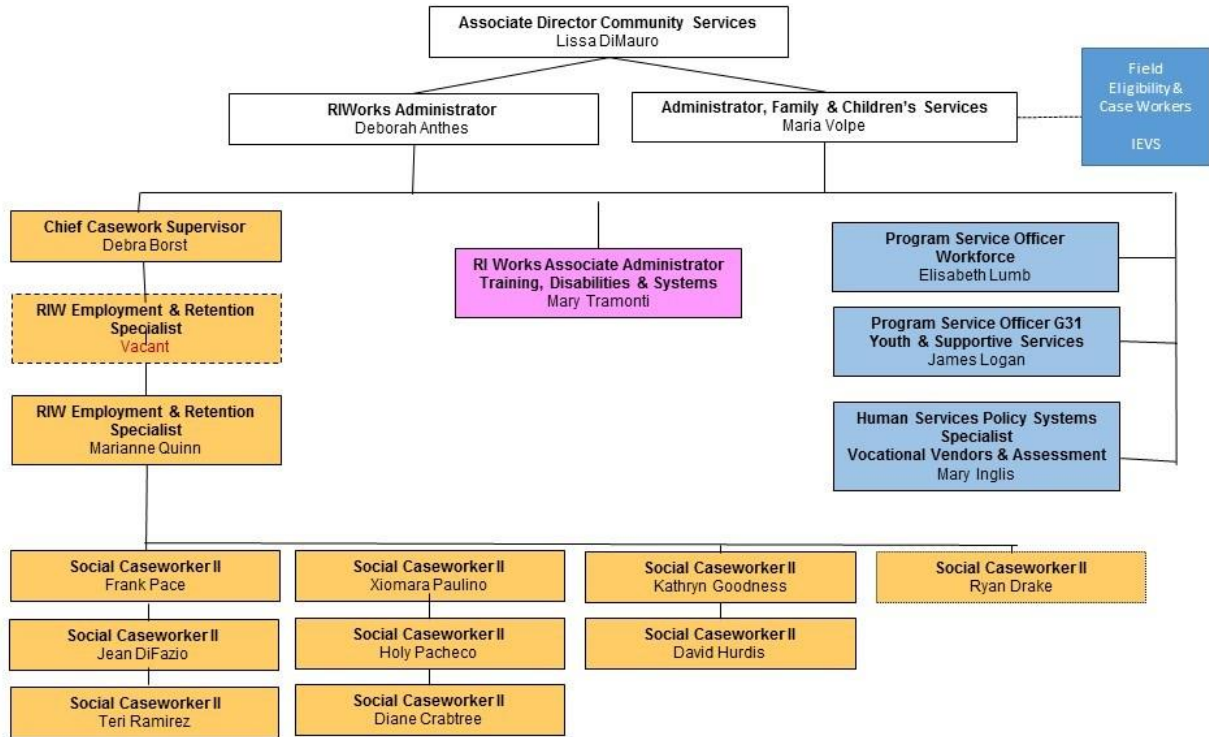 Associate Director Community Services
Lissa DiMauro
Field
Eligibility &
Case Workers
IEVS
RIWorks Administrator
Deborah Anthes
Administrator, Family & Children's Services
Maria Volpe
Chief Casework Supervisor
Debra Borst
RI Works Associate Administrator
Training, Disabilities & Systems
Mary Tramonti
Program Service Officer
Workforce
Elisabeth Lumb
RIW Employment & Retention
Specialist
Vacant
Program Service Officer G31
Youth & Supportive Services
James Logan
RIW Employment & Retention
Specialist
Marianne Quinn
Human Services Policy Systems
Specialist
Vocational Vendors & Assessment
Mary Inglis
Social Caseworker II
Frank Pace
Social Caseworker II
Xiomara Paulino
Social Caseworker II
Kathryn Goodness
Social Caseworker II
Ryan Drake
Social Caseworker II
Jean DiFazio
Social Caseworker II
Holy Pacheco
Social Caseworker II
David Hurdis
Social Caseworker II
Teri Ramirez
Social Caseworker II
Diane Crabtree